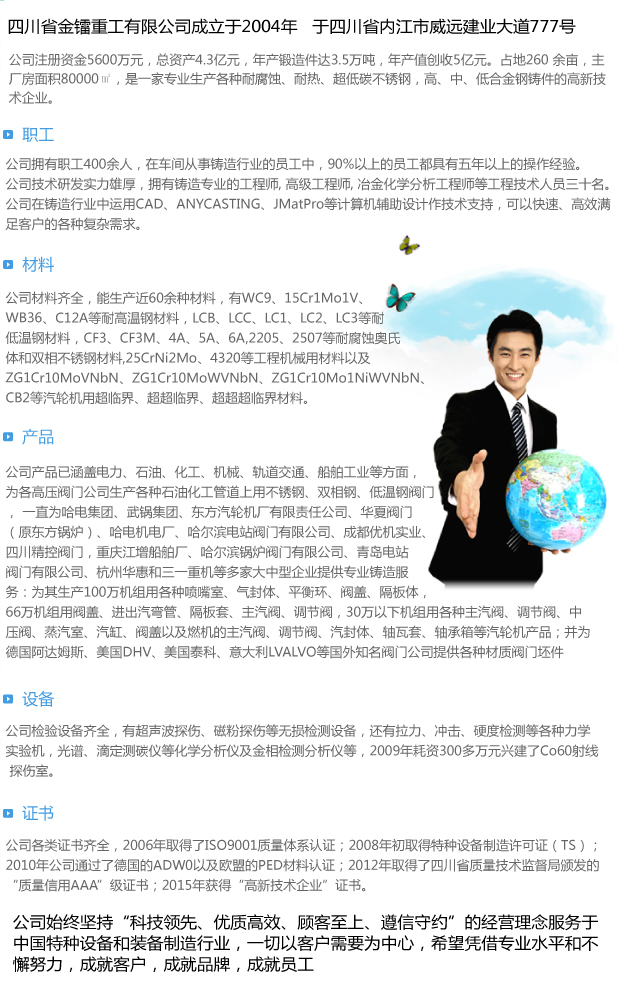 四川省金镭重工有限公司成立于2004年 于四川省内江市威远建业大道777号
公司注册资金5600万元，总资产4.3亿元，年产锻造件达3.5万吨，年产值创收5亿元。占地260 余亩，主
厂房面积80000㎡，是一家专业生产各种耐腐蚀、耐热、超低碳不锈钢，高、中、低合金钢铸件的高新技
术企业。
职工
公司拥有职工400余人，在车间从事铸造行业的员工中，90%以上的员工都具有五年以上的操作经验。
公司技术研发实力雄厚，拥有铸造专业的工程师, 高级工程师, 冶金化学分析工程师等工程技术人员三十名。
公司在铸造行业中运用CAD、ANYCASTING、JMatPro等计算机辅助设计作技术支持，可以快速、高效满
足客户的各种复杂需求。
材料
公司材料齐全，能生产近60余种材料，有WC9、15Cr1Mo1V、
WB36、C12A等耐高温钢材料，LCB、LCC、LC1、LC2、LC3等耐
低温钢材料，CF3、CF3M、4A、5A、6A,2205、2507等耐腐蚀奥氏
体和双相不锈钢材料,25CrNi2Mo、4320等工程机械用材料以及
ZG1Cr10MoVNbN、ZG1Cr10MoWVNbN、ZG1Cr10Mo1NiWVNbN、
CB2等汽轮机用超临界、超超临界、超超超临界材料。
产品
公司产品已涵盖电力、石油、化工、机械、轨道交通、船舶工业等方面，
为各高压阀门公司生产各种石油化工管道上用不锈钢、双相钢、低温钢阀门
，一直为哈电集团、武锅集团、东方汽轮机厂有限责任公司、华夏阀门
（原东方锅炉）、哈电机电厂、哈尔滨电站阀门有限公司、成都优机实业、
四川精控阀门，重庆江增船舶厂、哈尔滨锅炉阀门有限公司、青岛电站
阀门有限公司、杭州华惠和三一重机等多家大中型企业提供专业铸造服
务：为其生产100万机组用各种喷嘴室、气封体、平衡环、阀盖、隔板体，
66万机组用阀盖、进出汽弯管、隔板套、主汽阀、调节阀，30万以下机组用各种主汽阀、调节阀、中
压阀、蒸汽室、汽缸、阀盖以及燃机的主汽阀、调节阀、汽封体、轴瓦套、轴承箱等汽轮机产品；并为
德国阿达姆斯、美国DHV、美国泰科、意大利LVALVO等国外知名阀门公司提供各种材质阀门坯件
设备
公司检验设备齐全，有超声波探伤、磁粉探伤等无损检测设备，还有拉力、冲击、硬度检测等各种力学
实验机，光谱、滴定测碳仪等化学分析仪及金相检测分析仪等，2009年耗资300多万元兴建了Co60射线
探伤室。
证书
公司各类证书齐全，2006年取得了ISO9001质量体系认证；2008年初取得特种设备制造许可证（TS）；
2010年公司通过了德国的ADW0以及欧盟的PED材料认证；2012年取得了四川省质量技术监督局颁发的
“质量信用AAA”级证书；2015年获得“高新技术企业”证书。
公司始终坚持“科技领先、优质高效、顾客至上、遵信守约”的经营理念服务于
中国特种设备和装备制造行业，一切以客户需要为中心，希望凭借专业水平和不
懈努力，成就客户，成就品牌，成就员工